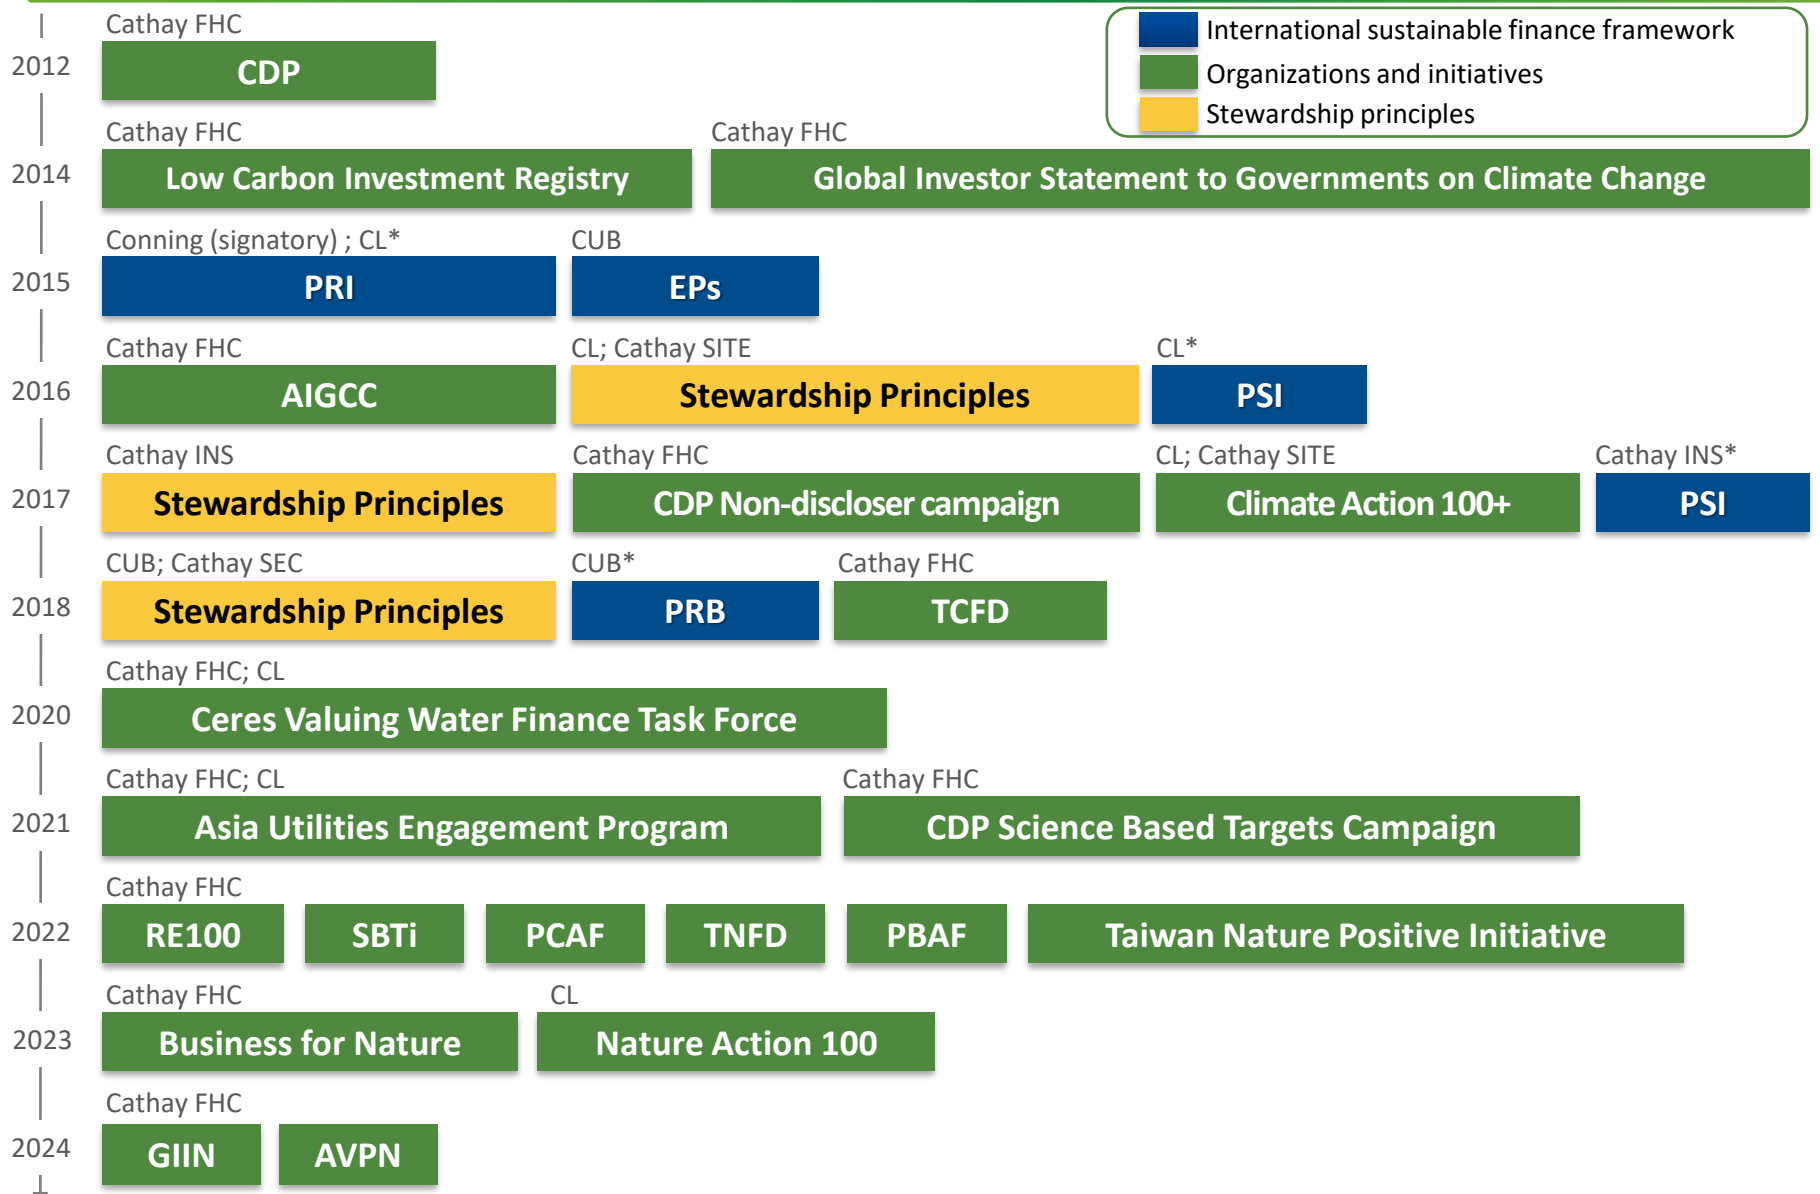 International sustainable finance framework
Organizations and initiatives
Stewardship principles
2012
Cathay FHC
CDP
2014
Cathay FHC
Low Carbon Investment Registry
Cathay FHC
Global Investor Statement to Governments on Climate Change
2015
Conning (signatory) ; CL*
PRI
CUB
EPs
2016
Cathay FHC
AIGCC
CL; Cathay SITE
Stewardship Principles
CL*
PSI
2017
Cathay INS
Stewardship Principles
Cathay FHC
CDP Non-discloser campaign
CL; Cathay SITE
Climate Action 100+
Cathay INS*
PSI
2018
CUB; Cathay SEC
Stewardship Principles
CUB*
PRB
Cathay FHC
TCFD
2020
Cathay FHC; CL
Ceres Valuing Water Finance Task Force
2021
Cathay FHC; CL
Asia Utilities Engagement Program
Cathay FHC
CDP Science Based Targets Campaign
2022
Cathay FHC
RE100
SBTi
PCAF
TNFD
PBAF
Taiwan Nature Positive Initiative
2023
Cathay FHC
Business for Nature
CL
Nature Action 100
2024
Cathay FHC
GIIN
AVPN